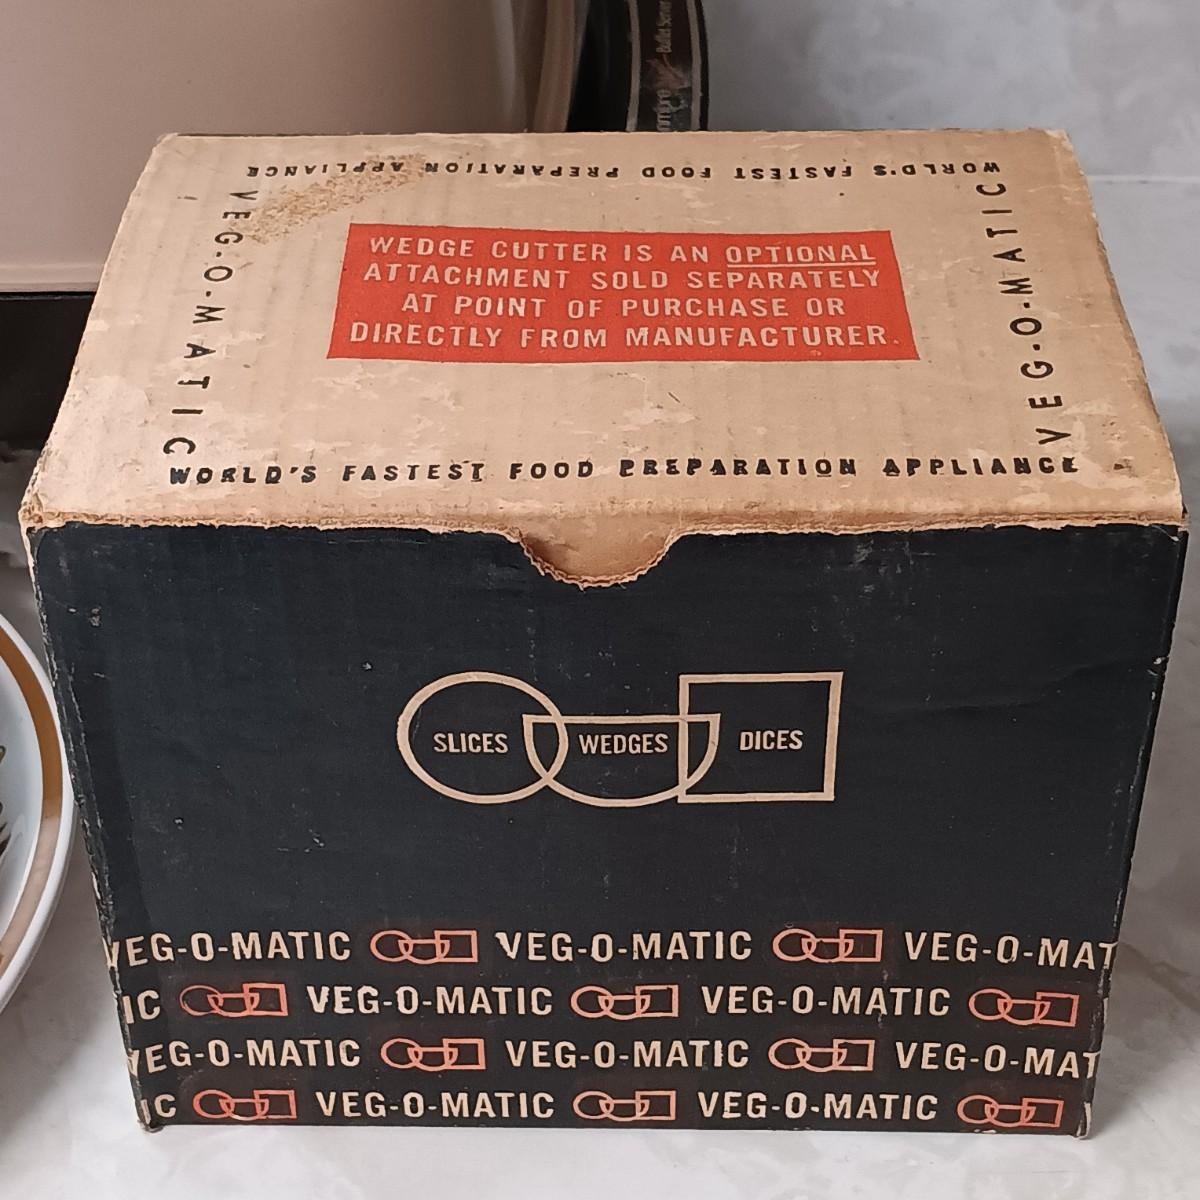 Buffet Server
WORLD'S FASTEST FOOD PREPARATION APPLIANCE
VEG-O-MATIC
WEDGE CUTTER IS AN OPTIONAL
ATTACHMENT SOLD SEPARATELY
AT POINT OF PURCHASE OR
DIRECTLY FROM MANUFACTURER.
VEG-O-MATIC
WORLD'S FASTEST FOOD PREPARATION APPLIANCE
SLICES WEDGES DICES
VEG-O-MATIC VEG-O-MATIC VEG-O-MAT
IC VEG-O-MATIC VEG-O-MATIC
VEG-O-MATIC VEG-O-MATIC VEG-O-MAT
IC VEG-O-MATIC VEG-O-MATIC